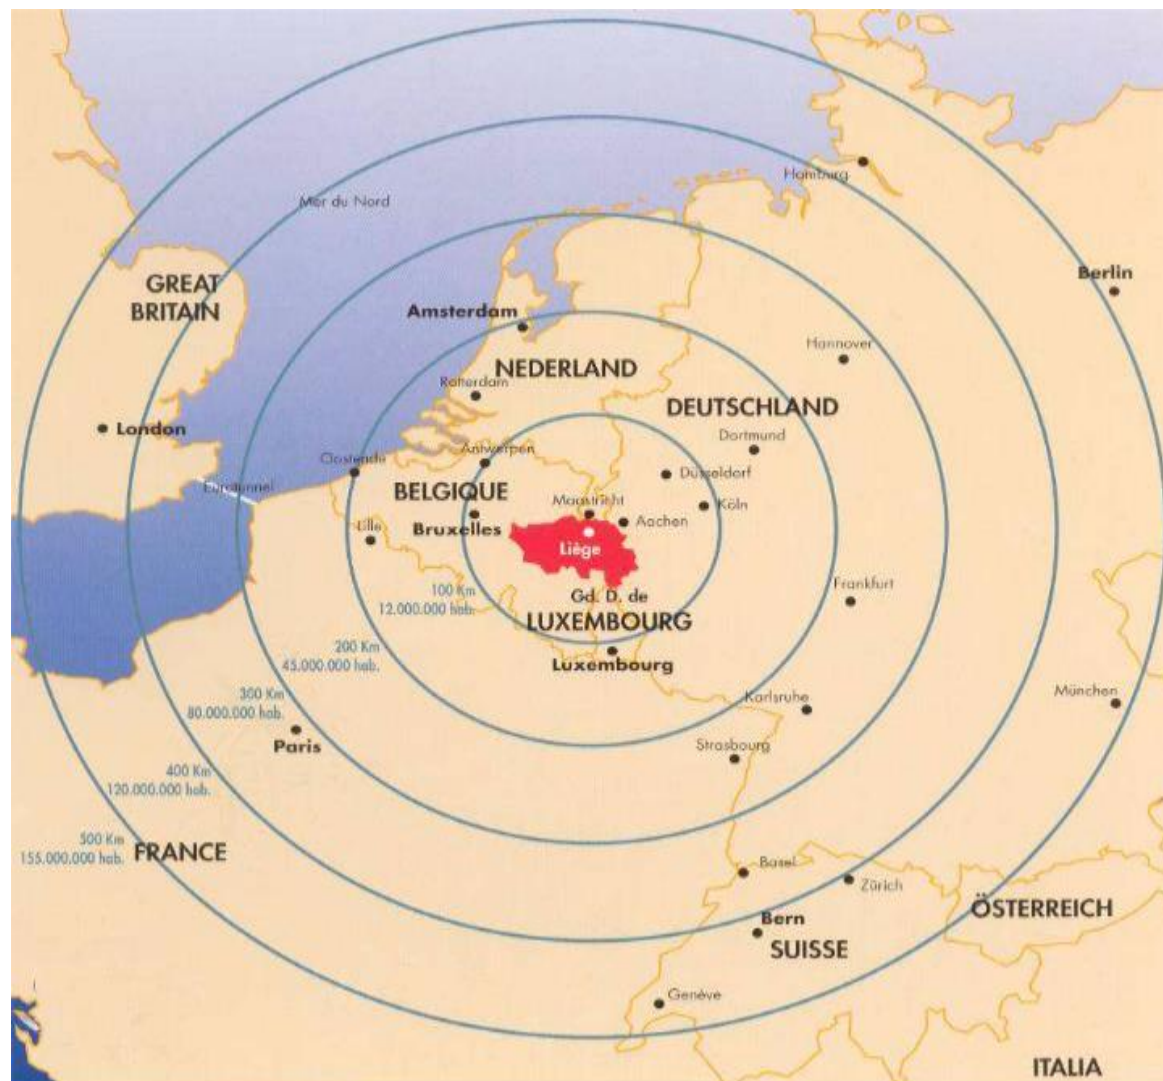 Hamburg
Mer du Nord
Berlin
GREAT
BRITAIN
Amsterdam
Hannover
NEDERLAND
Rotterdam
DEUTSCHLAND
London
Dortmund
Antwerpen
Oostende
Düsseldorf
Eurotunnel
BELGIQUE
Maastricht
Köln
Lille
Bruxelles
Aachen
Liège
100 Km
12.000.000 hab.
Frankfurt
Gd. D. de
LUXEMBOURG
200 Km
45.000.000 hab.
Luxembourg
300 Km
80.000.000 hab.
Karlsruhe
München
Paris
Strasbourg
400 Km
120.000.000 hab.
500 Km
155.000.000 hab.
FRANCE
Basel
Zürich
ÖSTERREICH
Bern
SUISSE
Genève
ITALIA